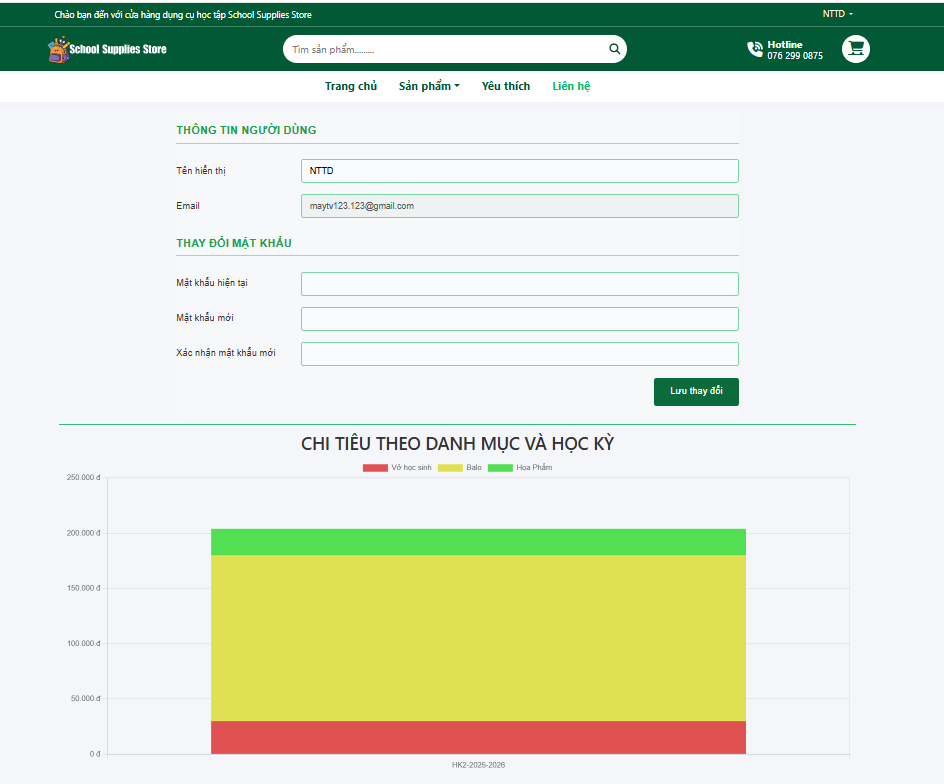 Chào bạn đến với cửa hàng dụng cụ học tập School Supplies Store
NTTD
School Supplies Store
Tìm sản phẩm.........
Hotline
076 299 0875
Trang chủ Sản phẩm Yêu thích Liên hệ
THÔNG TIN NGƯỜI DÙNG
Tên hiển thị NTTD
Email maytv123.123@gmail.com
THAY ĐỔI MẬT KHẨU
Mật khẩu hiện tại
Mật khẩu mới
Xác nhận mật khẩu mới
Lưu thay đổi
CHI TIÊU THEO DANH MỤC VÀ HỌC KỲ
Vở học sinh Balo Họa Phẩm
250.000 đ
200.000 đ
150.000 đ
100.000 đ
50.000 đ
0 đ
HK2-2025-2026